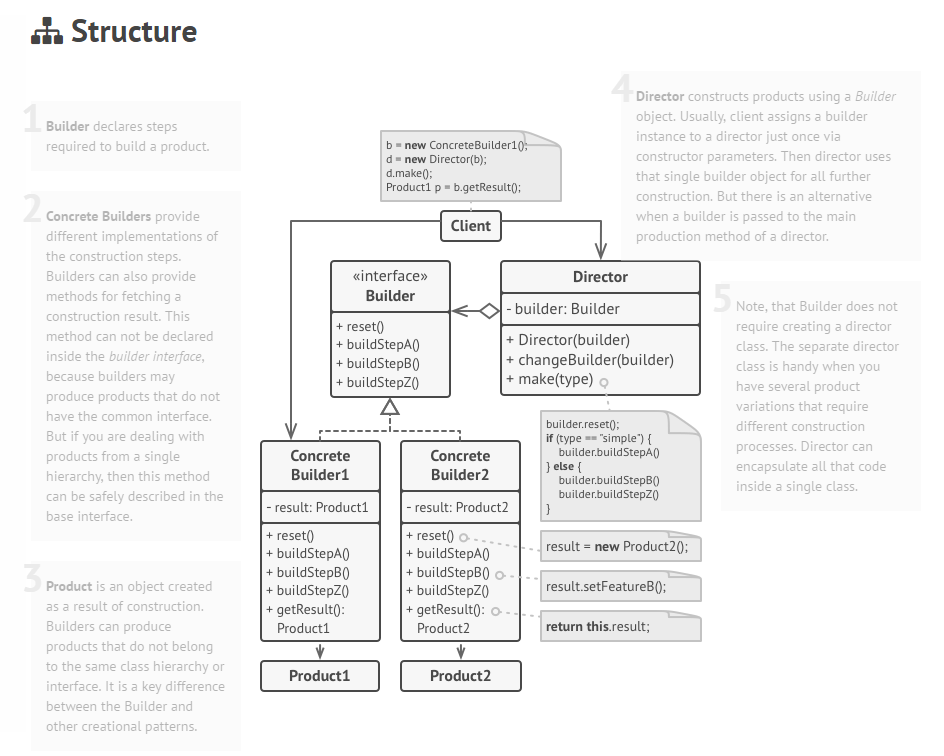 Structure
1
Builder declares steps
required to build a product.
2
Concrete Builders provide
different implementations of
the construction steps.
Builders can also provide
methods for fetching a
construction result. This
method can not be declared
inside the builder interface,
because builders may
produce products that do not
have the common interface.
But if you are dealing with
products from a single
hierarchy, then this method
can be safely described in the
base interface.
3
Product is an object created
as a result of construction.
Builders can produce
products that do not belong
to the same class hierarchy or
interface. It is a key difference
between the Builder and
other creational patterns.
b = new ConcreteBuilder1();
d = new Director(b);
d.make();
Product1 p = b.getResult();
Client
«interface»
Builder
+ reset()
+ buildStepA()
+ buildStepB()
+ buildStepZ()
Director
- builder: Builder
+ Director(builder)
+ changeBuilder(builder)
+ make(type)
builder.reset();
if (type == "simple") {
builder.buildStepA()
} else {
builder.buildStepB()
builder.buildStepZ()
}
Concrete
Builder1
- result: Product1
+ reset()
+ buildStepA()
+ buildStepB()
+ buildStepZ()
+ getResult():
Product1
Concrete
Builder2
- result: Product2
+ reset()
+ buildStepA()
+ buildStepB()
+ buildStepZ()
+ getResult():
Product2
result = new Product2();
result.setFeatureB();
return this.result;
Product1
Product2
4
Director constructs products using a Builder
object. Usually, client assigns a builder
instance to a director just once via
constructor parameters. Then director uses
that single builder object for all further
construction. But there is an alternative
when a builder is passed to the main
production method of a director.
5
Note, that Builder does not
require creating a director
class. The separate director
class is handy when you
have several product
variations that require
different construction
processes. Director can
encapsulate all that code
inside a single class.